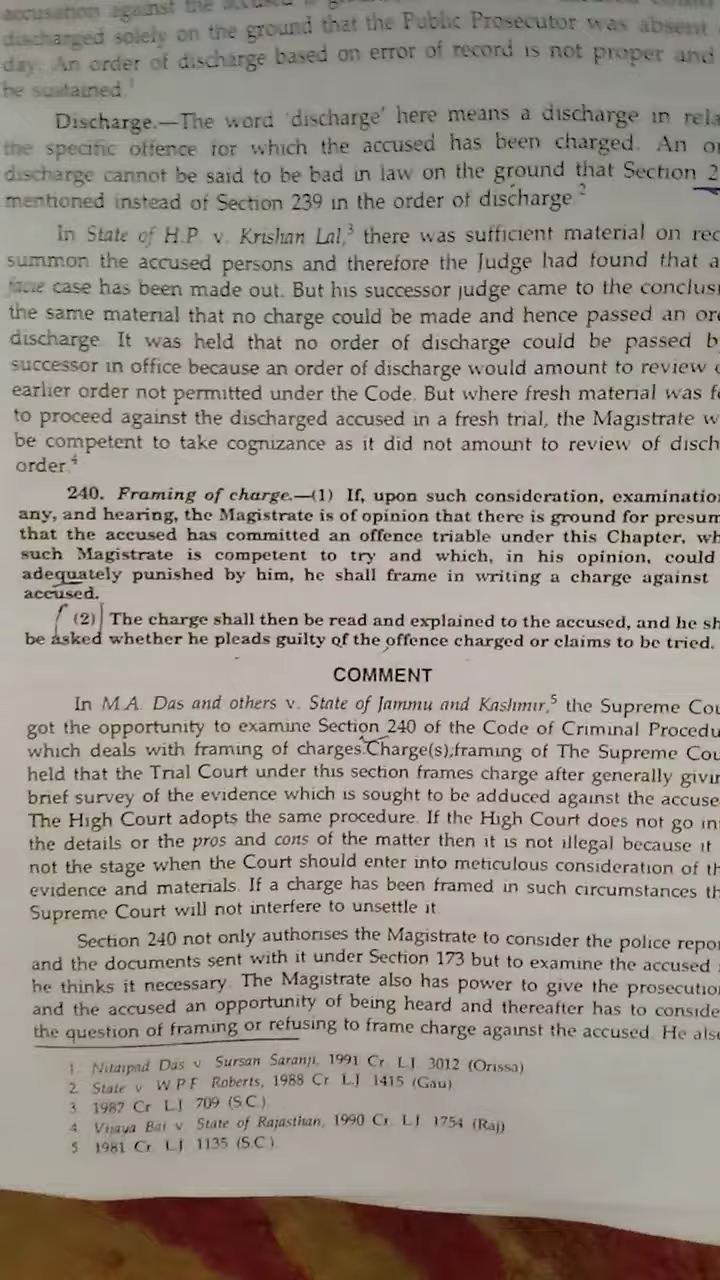 accusation against the accused is
discharged solely on the ground that the Public Prosecutor was absent
day. An order of discharge based on error of record is not proper and
be sustained.1
Discharge.—The word 'discharge' here means a discharge in rela
the specific offence for which the accused has been charged. An or
discharge cannot be said to be bad in law on the ground that Section 2
mentioned instead of Section 239 in the order of discharge.2
In State of H.P. v. Krishan Lal,3 there was sufficient material on rec
summon the accused persons and therefore the Judge had found that a
facie case has been made out. But his successor judge came to the conclusi
the same material that no charge could be made and hence passed an ord
discharge. It was held that no order of discharge could be passed b
successor in office because an order of discharge would amount to review o
earlier order not permitted under the Code. But where fresh material was fo
to proceed against the discharged accused in a fresh trial, the Magistrate w
be competent to take cognizance as it did not amount to review of disch
order.4
240. Framing of charge.—(1) If, upon such consideration, examination
any, and hearing, the Magistrate is of opinion that there is ground for presum
that the accused has committed an offence triable under this Chapter, wh
such Magistrate is competent to try and which, in his opinion, could
adequately punished by him, he shall frame in writing a charge against
accused.
(2) The charge shall then be read and explained to the accused, and he sh
be asked whether he pleads guilty of the offence charged or claims to be tried.
COMMENT
In M.A. Das and others v. State of Jammu and Kashmir,5 the Supreme Cou
got the opportunity to examine Section 240 of the Code of Criminal Procedu
which deals with framing of charges.Charge(s),framing of The Supreme Cou
held that the Trial Court under this section frames charge after generally givin
brief survey of the evidence which is sought to be adduced against the accuse
The High Court adopts the same procedure. If the High Court does not go in
the details or the pros and cons of the matter then it is not illegal because it
not the stage when the Court should enter into meticulous consideration of th
evidence and materials. If a charge has been framed in such circumstances th
Supreme Court will not interfere to unsettle it.
Section 240 not only authorises the Magistrate to consider the police repor
and the documents sent with it under Section 173 but to examine the accused
he thinks it necessary. The Magistrate also has power to give the prosecution
and the accused an opportunity of being heard and thereafter has to conside
the question of framing or refusing to frame charge against the accused. He also
1. Nitaipad Das v. Sursan Saranji, 1991 Cr. L.J. 3012 (Orissa)
2. State v. W.P.F. Roberts, 1988 Cr. L.J. 1415 (Gau)
3. 1987 Cr. L.J. 709 (S.C.)
4. Vijaya Bai v. State of Rajasthan, 1990 Cr. L.J. 1754 (Raj)
5. 1981 Cr. L.J. 1135 (S.C.)